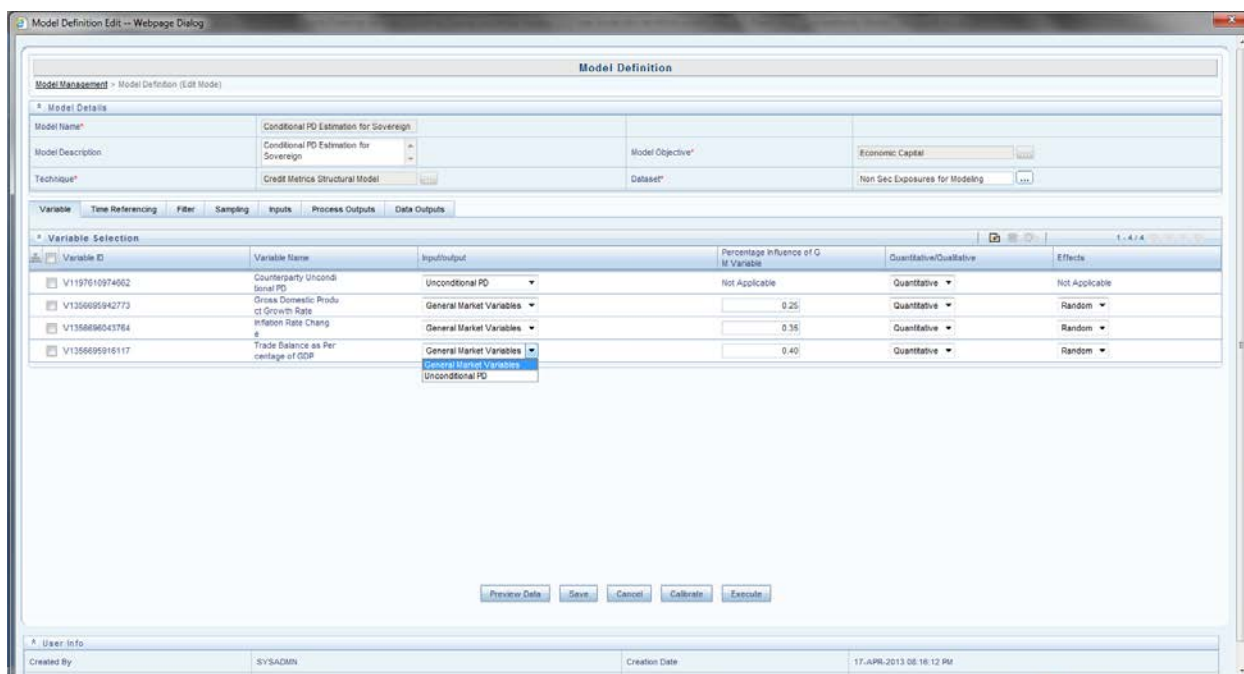 Model Definition Edit -- Webpage Dialog
Model Definition
Model Management > Model Definition (Edit Mode)
Model Details
Model Name* Conditional PD Estimation for Sovereign
Model Description Conditional PD Estimation for Sovereign Model Objective* Economic Capital ...
Technique* Credit Metrics Structural Model ... Dataset* Non Sec Exposures for Modeling ...
Variable Time Referencing Filter Sampling Inputs Process Outputs Data Outputs
Variable Selection 1 - 4 / 4
Variable ID Variable Name Input/output Percentage Influence of G M Variable Quantitative/Qualitative Effects
V1197610974662 Counterparty Uncondi tional PD Unconditional PD Not Applicable Quantitative Not Applicable
V1356695942773 Gross Domestic Produ ct Growth Rate General Market Variables 0.25 Quantitative Random
V1356696043764 Inflation Rate Chang e General Market Variables 0.35 Quantitative Random
V1356695916117 Trade Balance as Per centage of GDP General Market Variables 0.40 Quantitative Random
General Market Variables
Unconditional PD
Preview Data Save Cancel Calibrate Execute
User Info
Created By SYSADMN Creation Date 17-APR-2013 08:16:12 PM